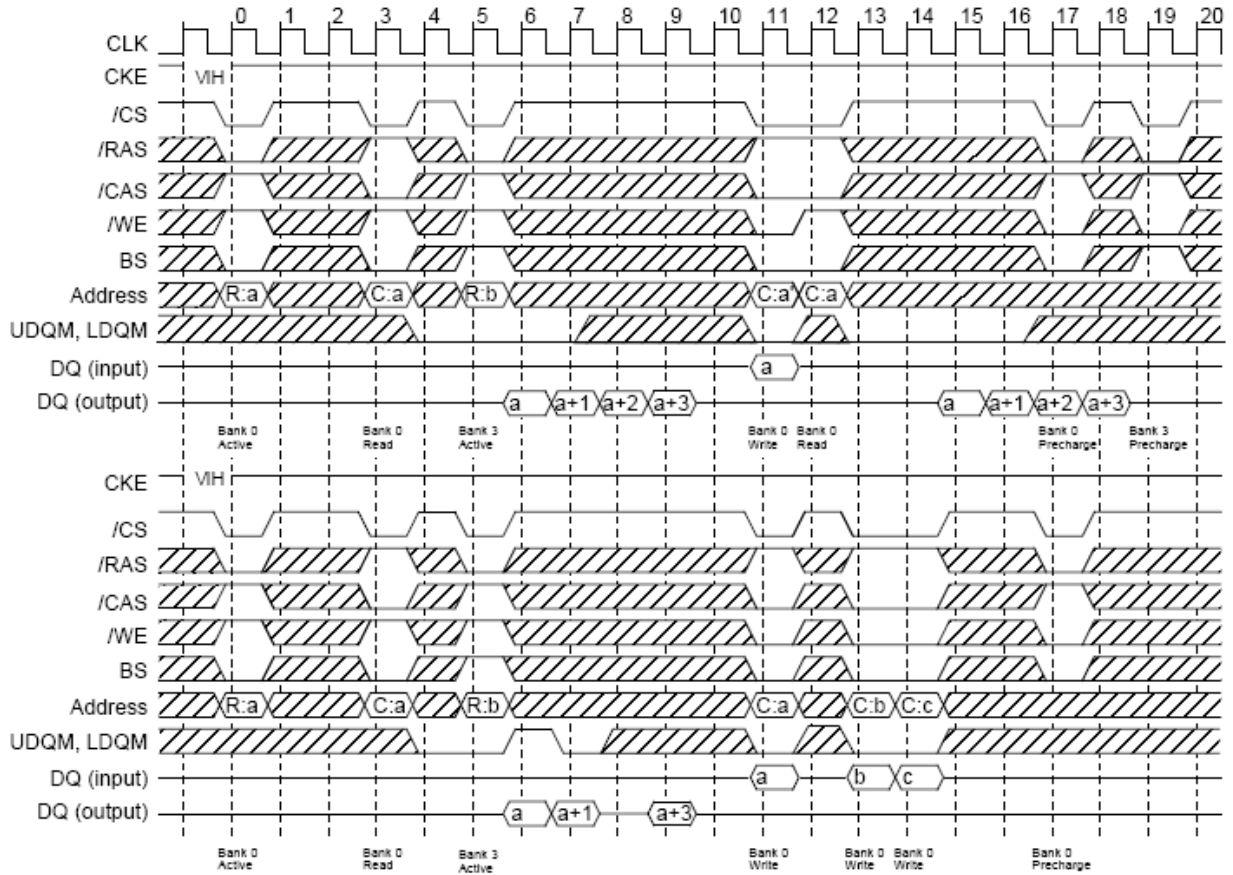 0 1 2 3 4 5 6 7 8 9 10 11 12 13 14 15 16 17 18 19 20
CLK
CKE VIH
/CS
/RAS
/CAS
/WE
BS
Address R:a C:a R:b C:a' C:a
UDQM, LDQM
DQ (input) a
DQ (output) a a+1 a+2 a+3 a a+1 a+2 a+3
Bank 0 Bank 0 Bank 3 Bank 0 Bank 0 Bank 0 Bank 3
Active Read Active Write Read Precharge Precharge
CKE VIH
/CS
/RAS
/CAS
/WE
BS
Address R:a C:a R:b C:a C:b C:c
UDQM, LDQM
DQ (input) a b c
DQ (output) a a+1 a+3
Bank 0 Bank 0 Bank 3 Bank 0 Bank 0 Bank 0 Bank 0
Active Read Active Write Write Write Precharge